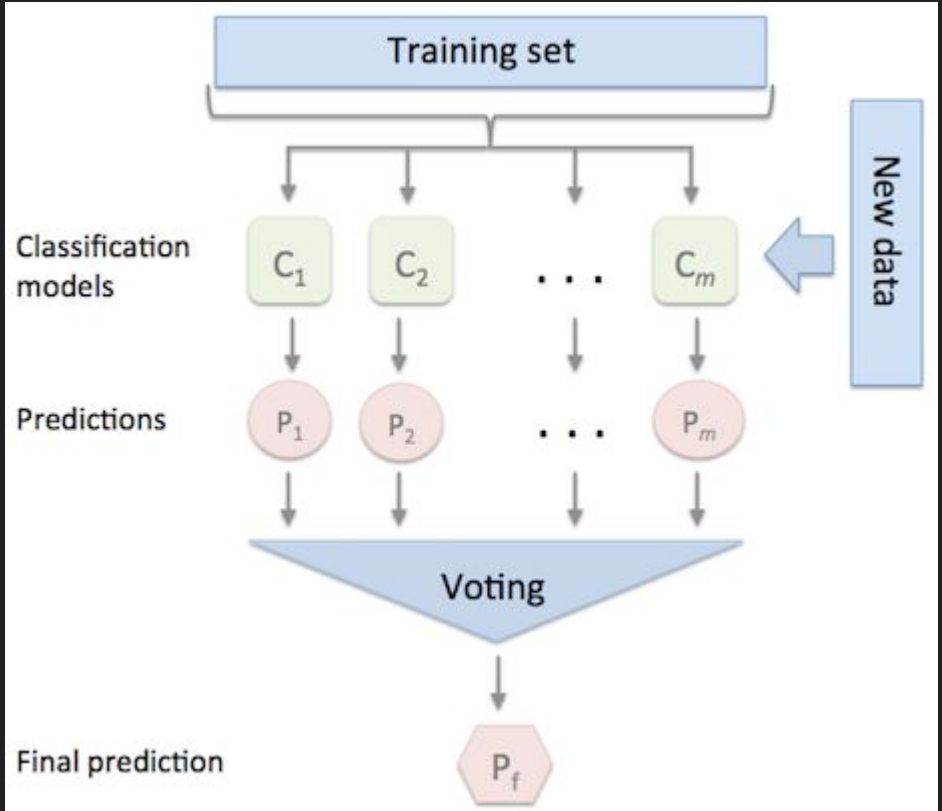 Training set
New data
Classification
models
C1 C2 . . . Cm
Predictions
P1 P2 . . . Pm
Voting
Final prediction
Pf